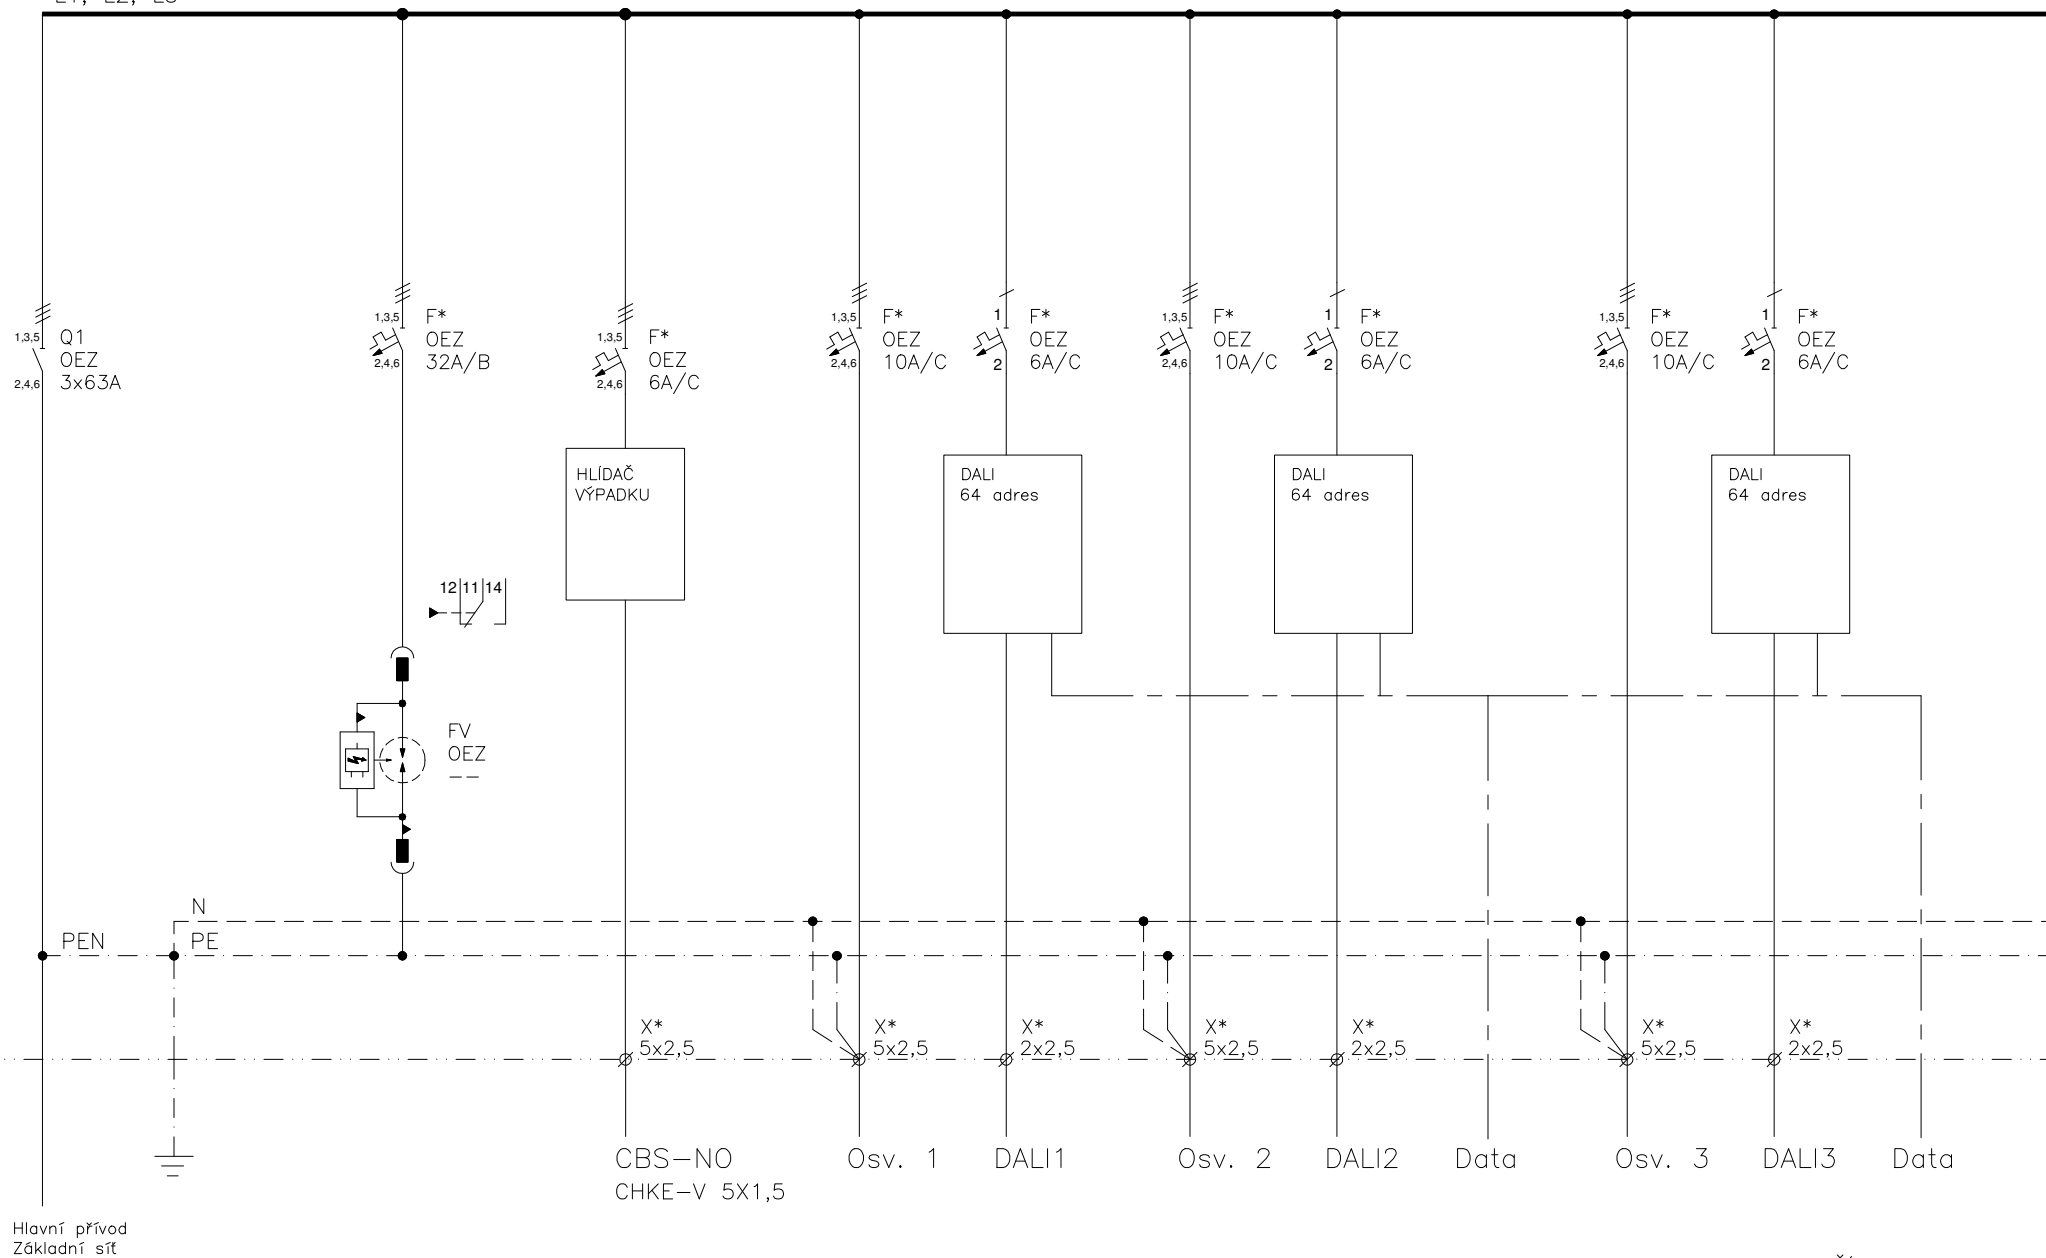 L1, L2, L3
1,3,5 Q1
OEZ
2,4,6 3x63A
1,3,5 F*
OEZ
2,4,6 32A/B
1,3,5 F*
OEZ
2,4,6 6A/C
1,3,5 F*
OEZ
2,4,6 10A/C
1 F*
OEZ
2 6A/C
1,3,5 F*
OEZ
2,4,6 10A/C
1 F*
OEZ
2 6A/C
1,3,5 F*
OEZ
2,4,6 10A/C
1 F*
OEZ
2 6A/C
HLÍDAČ
VÝPADKU
DALI
64 adres
DALI
64 adres
DALI
64 adres
12 11 14
FV
OEZ
--
N
PEN PE
X*
5x2,5
X*
5x2,5
X*
2x2,5
X*
5x2,5
X*
2x2,5
X*
5x2,5
X*
2x2,5
CBS-NO
CHKE-V 5X1,5
Osv. 1
DALI1
Osv. 2
DALI2
Data
Osv. 3
DALI3
Data
Hlavní přívod
Základní síť